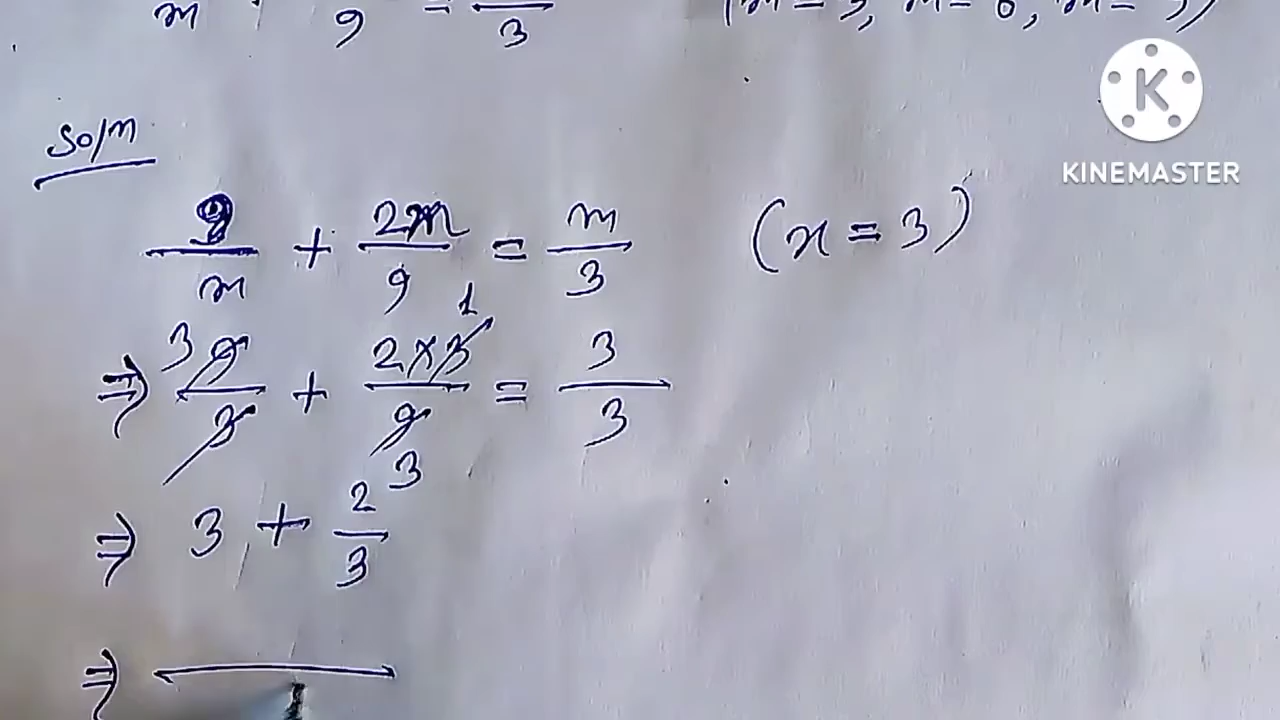 K
KINEMASTER
Soln
9/x + 2x/9 = x/3 (x = 3)
⇒ 9/3 + 2×3/9 = 3/3
3 1 3
⇒ 3 + 2/3
⇒